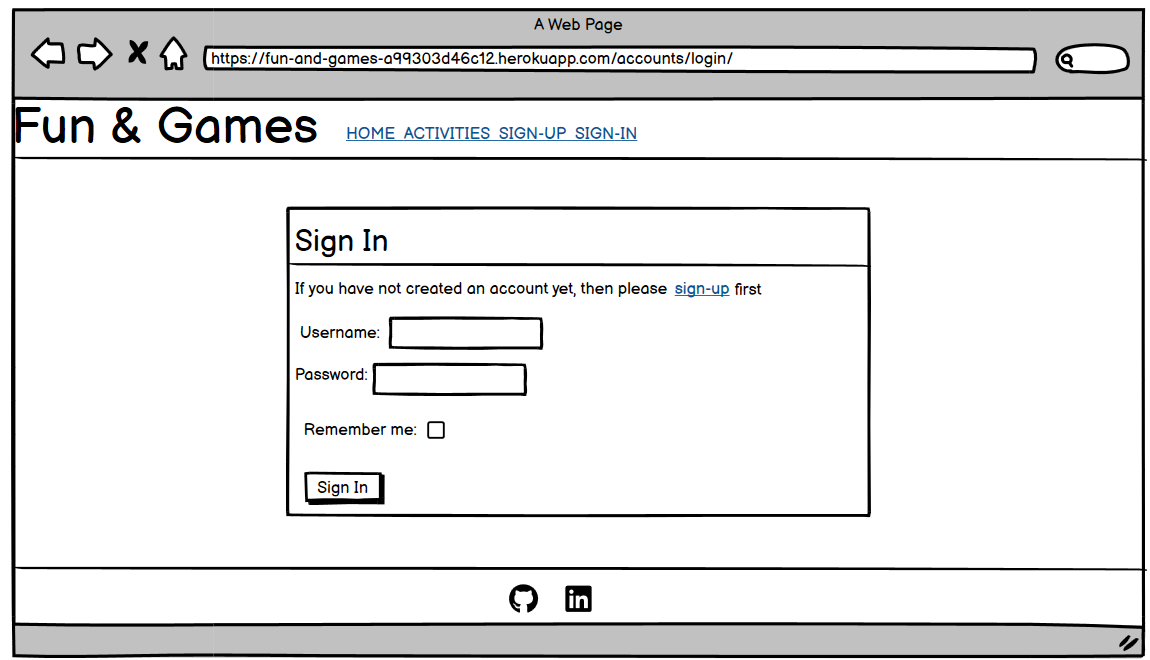 A Web Page
https://fun-and-games-a99303d46c12.herokuapp.com/accounts/login/
Fun & Games HOME ACTIVITIES SIGN-UP SIGN-IN
Sign In
If you have not created an account yet, then please sign-up first
Username:
Password:
Remember me:
Sign In
in